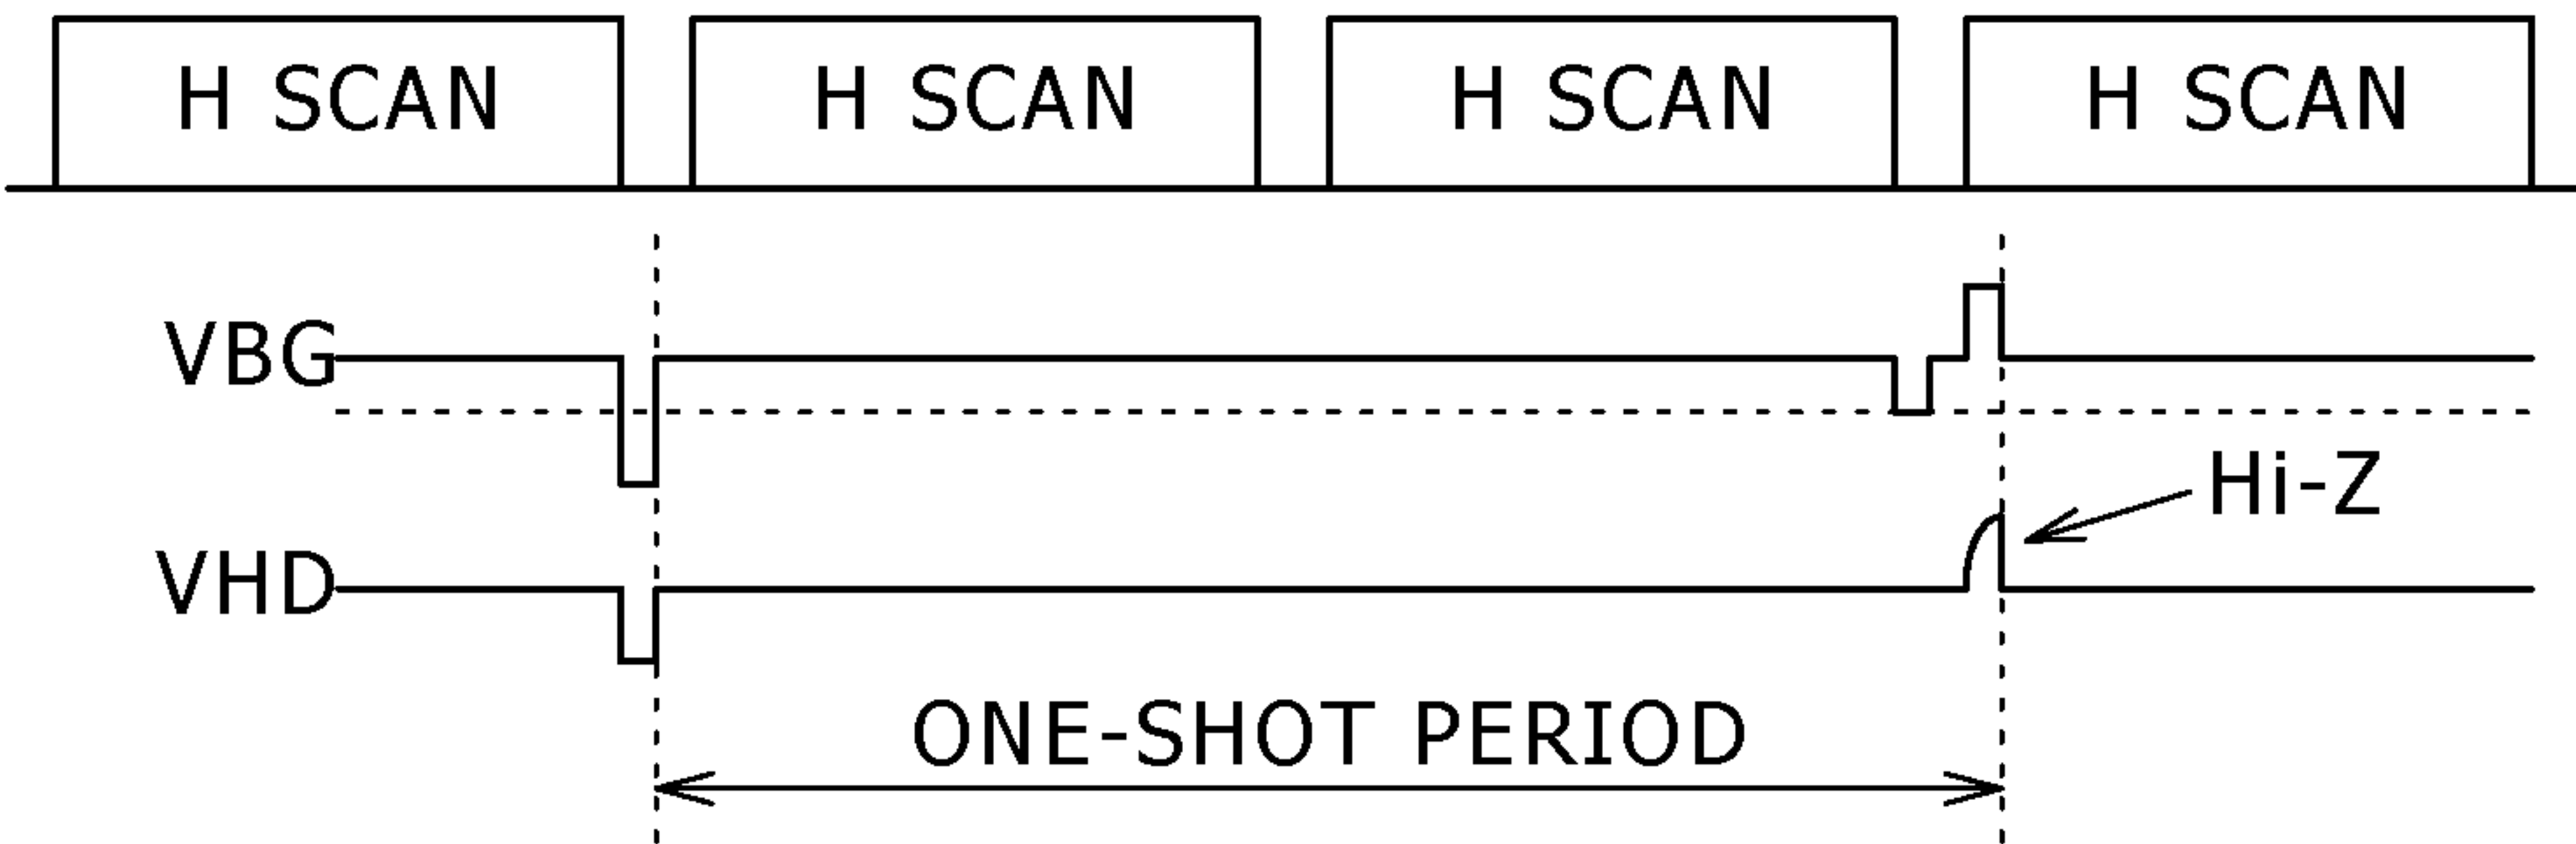 H SCAN H SCAN H SCAN H SCAN
VBG
Hi-Z
VHD
ONE-SHOT PERIOD